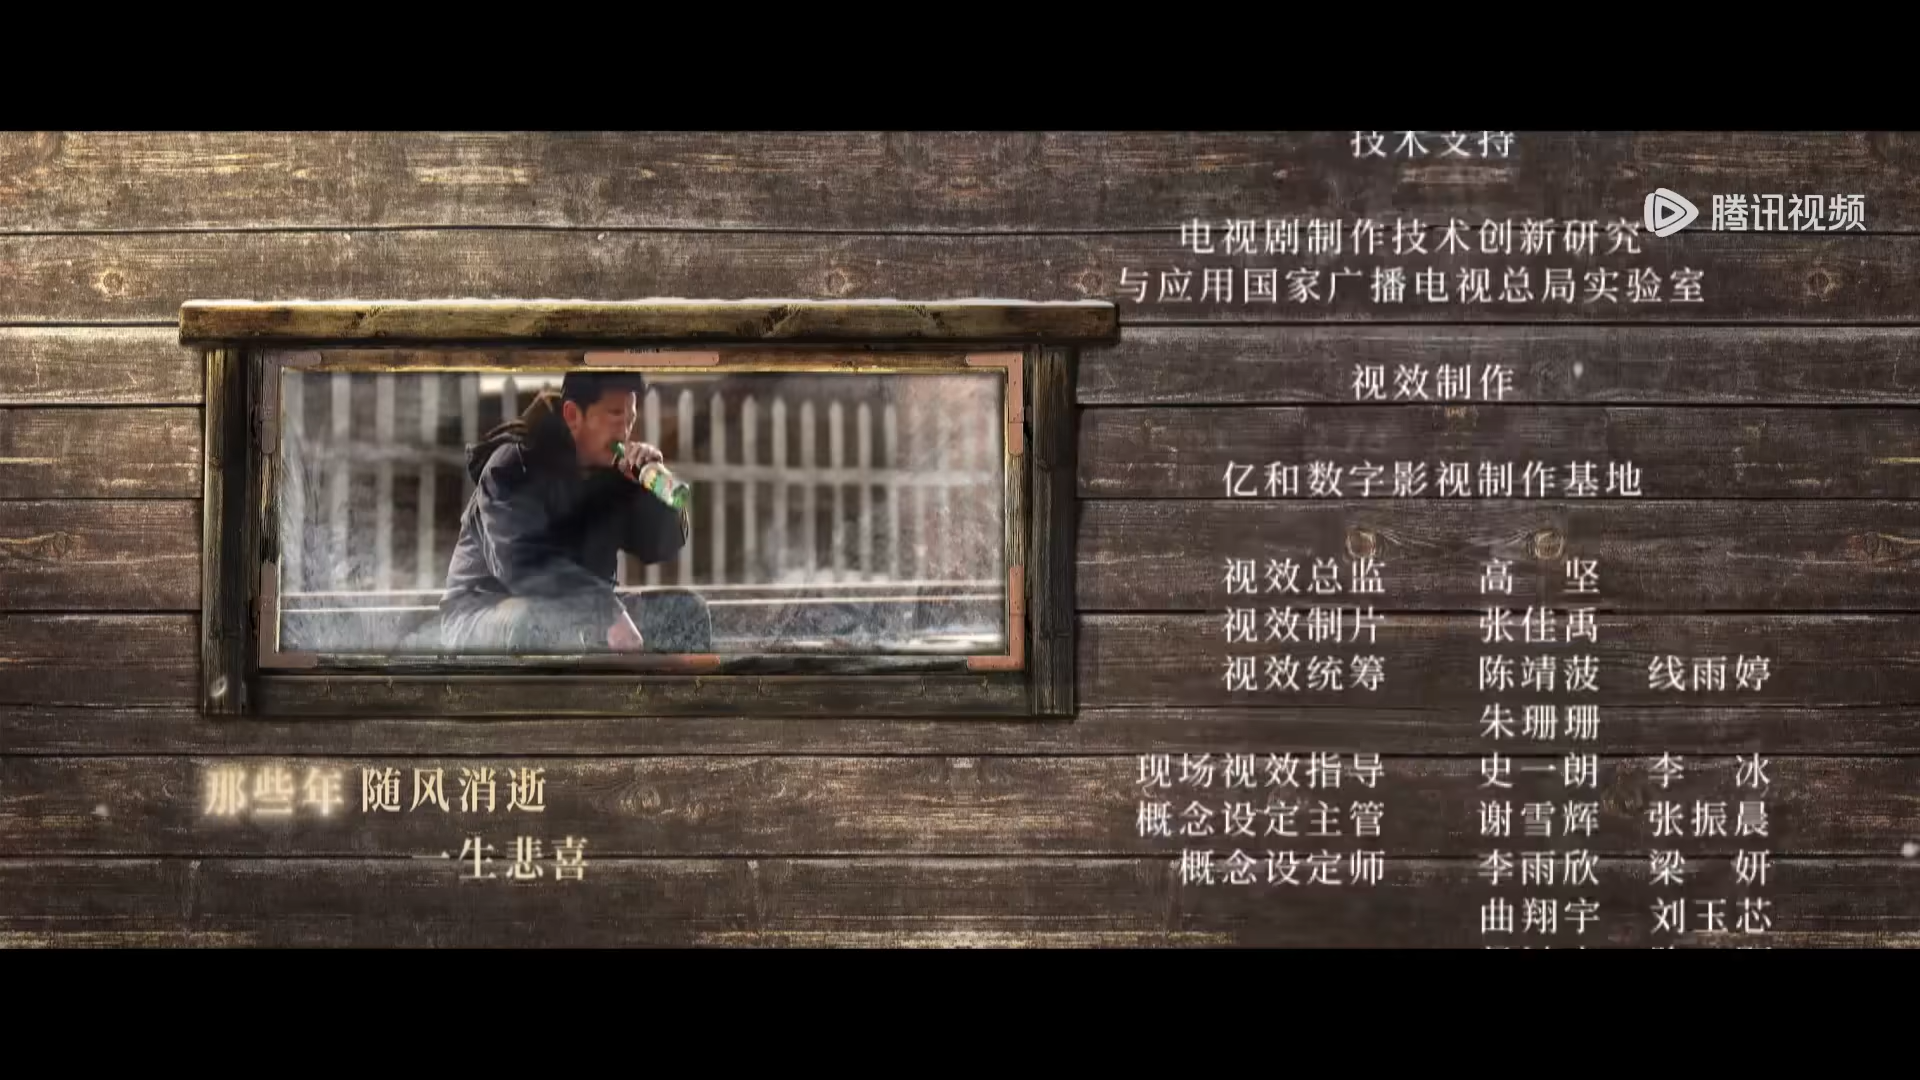 技术支持
腾讯视频
电视剧制作技术创新研究
与应用国家广播电视总局实验室
视效制作
亿和数字影视制作基地
视效总监 高 坚
视效制片 张佳禹
视效统筹 陈靖菠 线雨婷
朱珊珊
现场视效指导 史一朗 李 冰
概念设定主管 谢雪辉 张振晨
概念设定师 李雨欣 梁 妍
曲翔宇 刘玉芯
那些年 随风消逝
一生悲喜